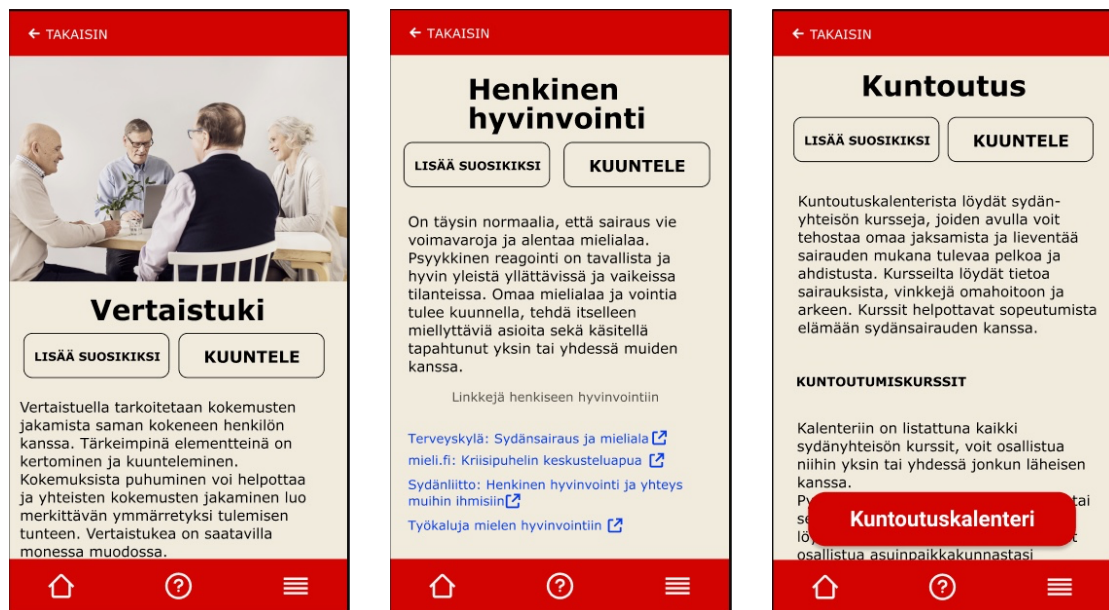 ← TAKAISIN
Vertaistuki
LISÄÄ SUOSIKIKSI
KUUNTELE
Vertaistuella tarkoitetaan kokemusten
jakamista saman kokeneen henkilön
kanssa. Tärkeimpinä elementteinä on
kertominen ja kuunteleminen.
Kokemuksista puhuminen voi helpottaa
ja yhteisten kokemusten jakaminen luo
merkittävän ymmärretyksi tulemisen
tunteen. Vertaistukea on saatavilla
monessa muodossa.
← TAKAISIN
Henkinen
hyvinvointi
LISÄÄ SUOSIKIKSI
KUUNTELE
On täysin normaalia, että sairaus vie
voimavaroja ja alentaa mielialaa.
Psyykkinen reagointi on tavallista ja
hyvin yleistä yllättävissä ja vaikeissa
tilanteissa. Omaa mielialaa ja vointia
tulee kuunnella, tehdä itselleen
miellyttäviä asioita sekä käsitellä
tapahtunut yksin tai yhdessä muiden
kanssa.
Linkkejä henkiseen hyvinvointiin
Terveyskylä: Sydänsairaus ja mieliala
mieli.fi: Kriisipuhelin keskusteluapua
Sydänliitto: Henkinen hyvinvointi ja yhteys
muihin ihmisiin
Työkaluja mielen hyvinvointiin
← TAKAISIN
Kuntoutus
LISÄÄ SUOSIKIKSI
KUUNTELE
Kuntoutuskalenterista löydät sydän-
yhteisön kursseja, joiden avulla voit
tehostaa omaa jaksamista ja lieventää
sairauden mukana tulevaa pelkoa ja
ahdistusta. Kursseilta löydät tietoa
sairauksista, vinkkejä omahoitoon ja
arkeen. Kurssit helpottavat sopeutumista
elämään sydänsairauden kanssa.
KUNTOUTUMISKURSSIT
Kalenteriin on listattuna kaikki
sydänyhteisön kurssit, voit osallistua
niihin yksin tai yhdessä jonkun läheisen
kanssa.
Kuntoutuskalenteri
osallistua asuinpaikkakunnastasi